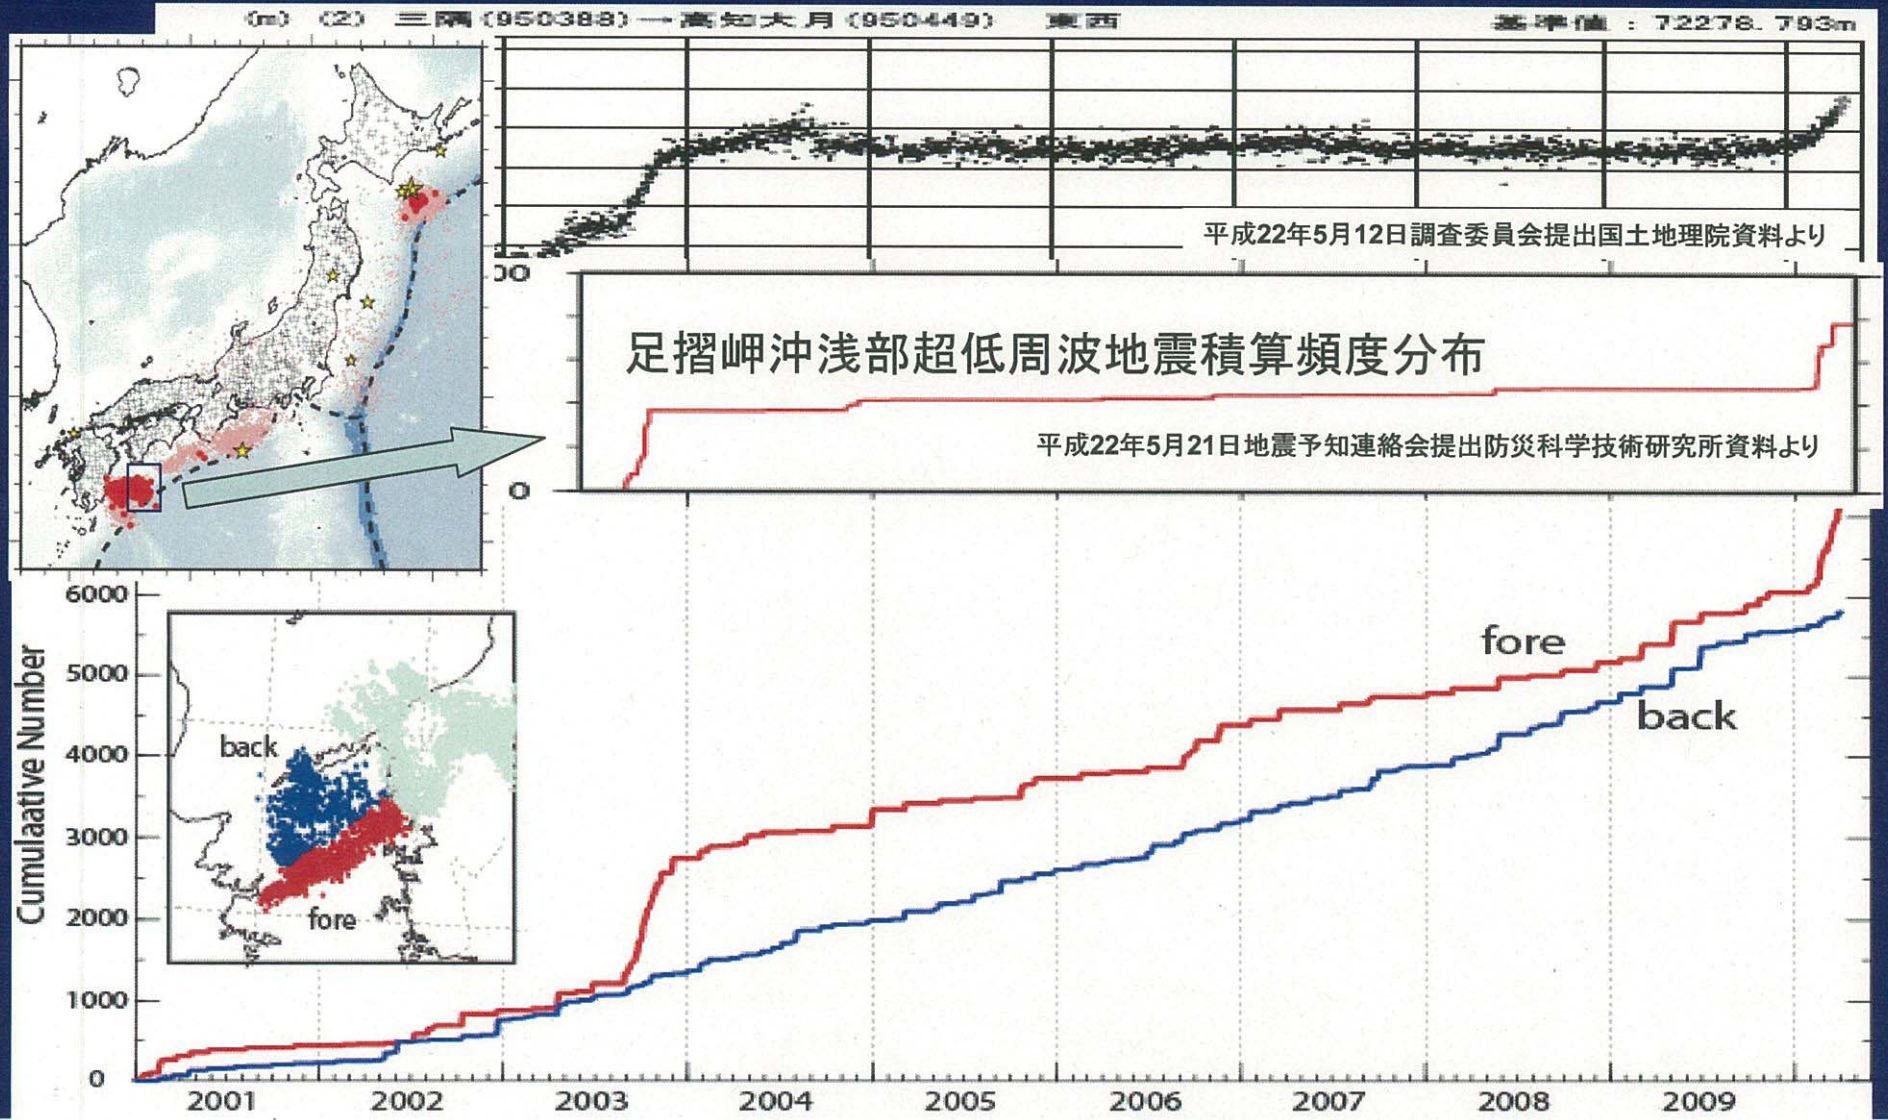 (m) (2) 三隅(950388)→高知大月(950449) 東西 基準値：72278.793m
平成22年5月12日調査委員会提出国土地理院資料より
00
足摺岬沖浅部超低周波地震積算頻度分布
平成22年5月21日地震予知連絡会提出防災科学技術研究所資料より
0
Cumulaative Number
6000
5000
4000
3000
2000
1000
0
back
fore
fore
back
2001 2002 2003 2004 2005 2006 2007 2008 2009